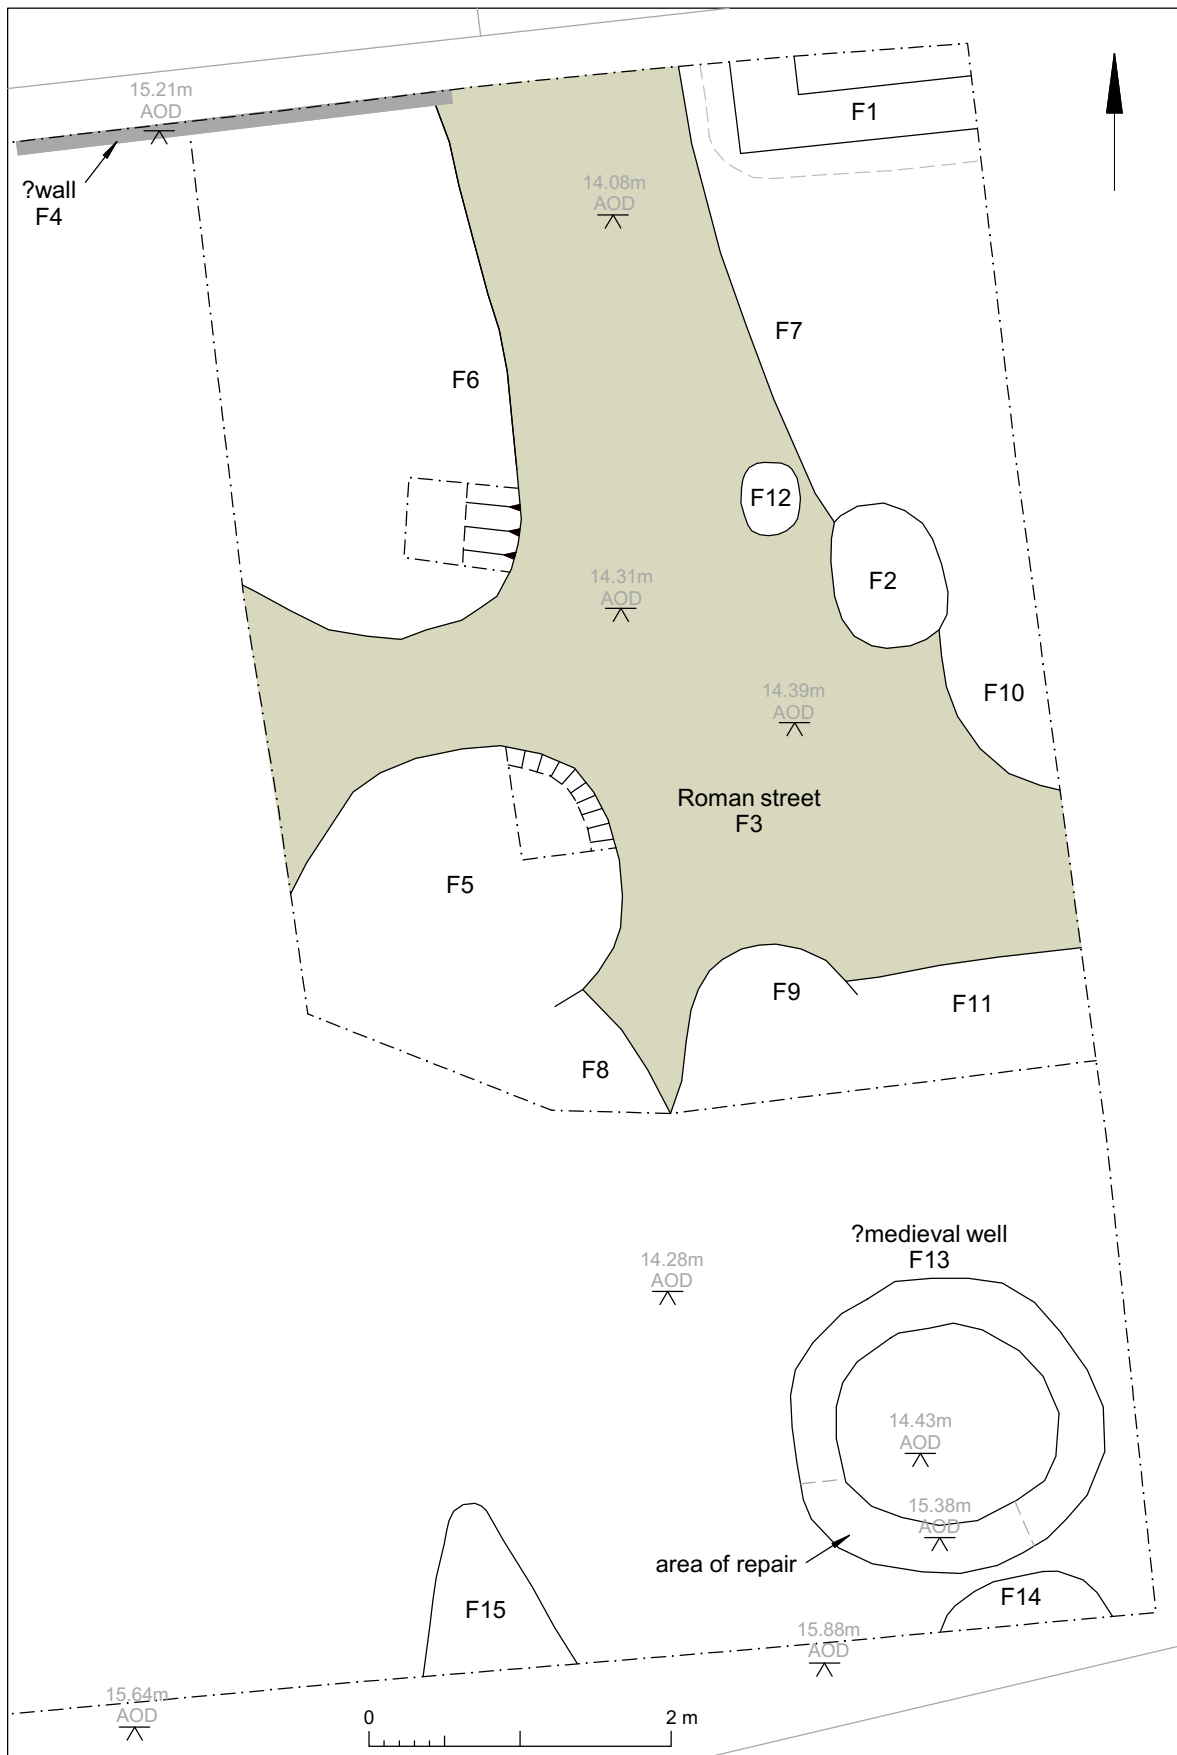 15.21m
AOD
F1
?wall
F4
14.08m
AOD
F7
F6
F12
14.31m
AOD
F2
14.39m
AOD
F10
Roman street
F3
F5
F9
F11
F8
?medieval well
F13
14.28m
AOD
14.43m
AOD
15.38m
AOD
area of repair
F15
F14
15.88m
AOD
15.64m
AOD
0
2 m